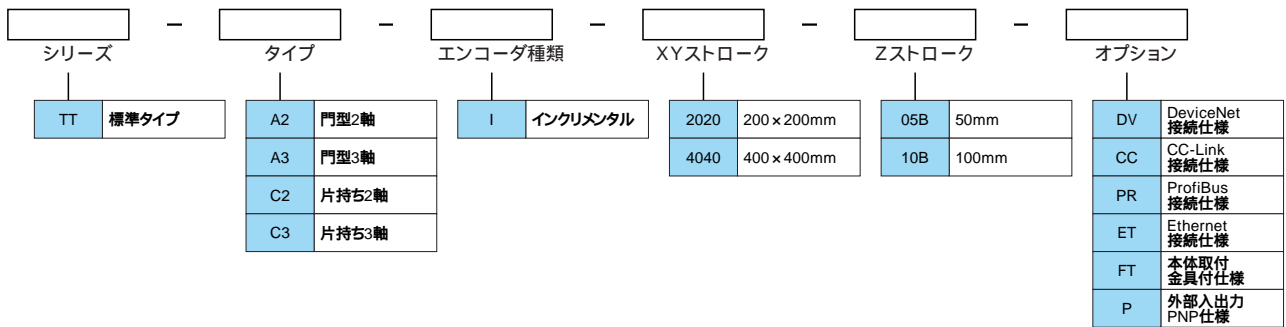 － － － － －
シリーズ タイプ エンコーダ種類 XYストローク Zストローク オプション
TT 標準タイプ
A2 門型2軸
A3 門型3軸
C2 片持ち2軸
C3 片持ち3軸
I インクリメンタル
2020 200×200mm
4040 400×400mm
05B 50mm
10B 100mm
DV DeviceNet
接続仕様
CC CC-Link
接続仕様
PR ProfiBus
接続仕様
ET Ethernet
接続仕様
FT 本体取付
金具付仕様
P 外部入出力
PNP仕様